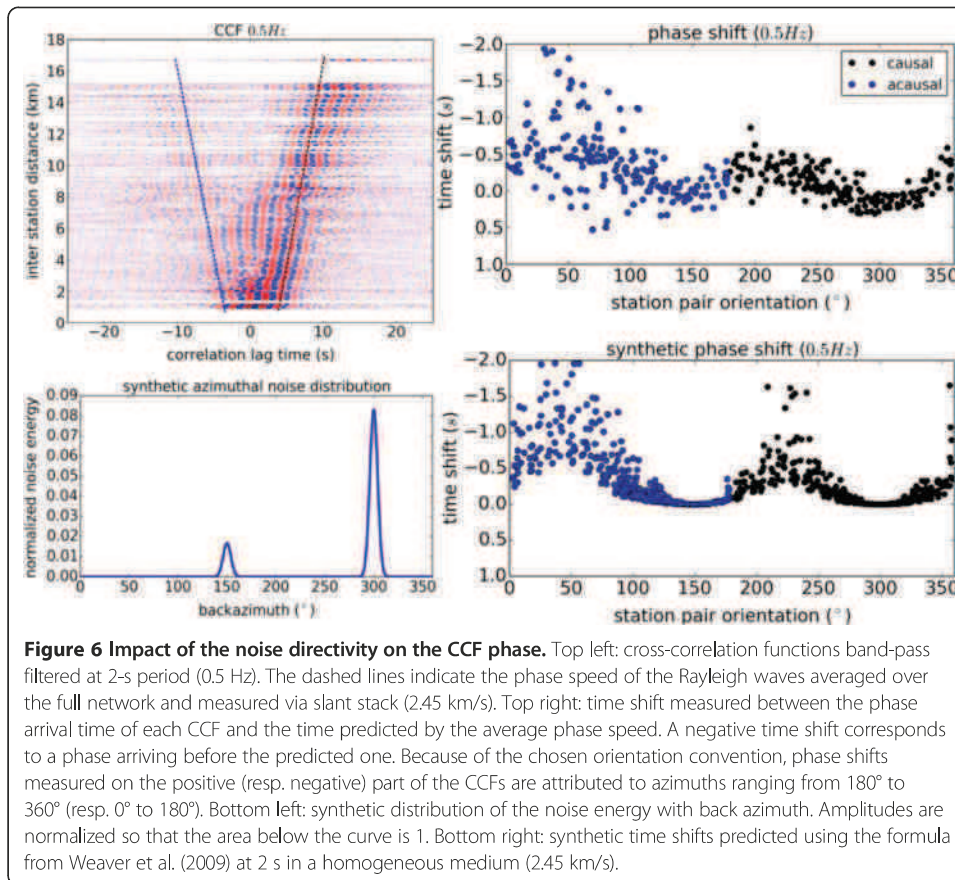 CCF 0.5Hz
18
16
14
12
10
8
6
4
2
0
inter station distance (km)
−20 −10 0 10 20
correlation lag time (s)
phase shift (0.5Hz)
causal
acausal
−2.0
−1.5
−1.0
−0.5
0.0
0.5
1.0
time shift (s)
0 50 100 150 200 250 300 350
station pair orientation (°)
synthetic azimuthal noise distribution
0.09
0.08
0.07
0.06
0.05
0.04
0.03
0.02
0.01
0.00
normalized noise energy
0 50 100 150 200 250 300 350
backazimuth (°)
synthetic phase shift (0.5Hz)
−2.0
−1.5
−1.0
−0.5
0.0
0.5
1.0
time shift (s)
0 50 100 150 200 250 300 350
station pair orientation (°)
Figure 6 Impact of the noise directivity on the CCF phase. Top left: cross-correlation functions band-pass
filtered at 2-s period (0.5 Hz). The dashed lines indicate the phase speed of the Rayleigh waves averaged over
the full network and measured via slant stack (2.45 km/s). Top right: time shift measured between the phase
arrival time of each CCF and the time predicted by the average phase speed. A negative time shift corresponds
to a phase arriving before the predicted one. Because of the chosen orientation convention, phase shifts
measured on the positive (resp. negative) part of the CCFs are attributed to azimuths ranging from 180° to
360° (resp. 0° to 180°). Bottom left: synthetic distribution of the noise energy with back azimuth. Amplitudes are
normalized so that the area below the curve is 1. Bottom right: synthetic time shifts predicted using the formula
from Weaver et al. (2009) at 2 s in a homogeneous medium (2.45 km/s).